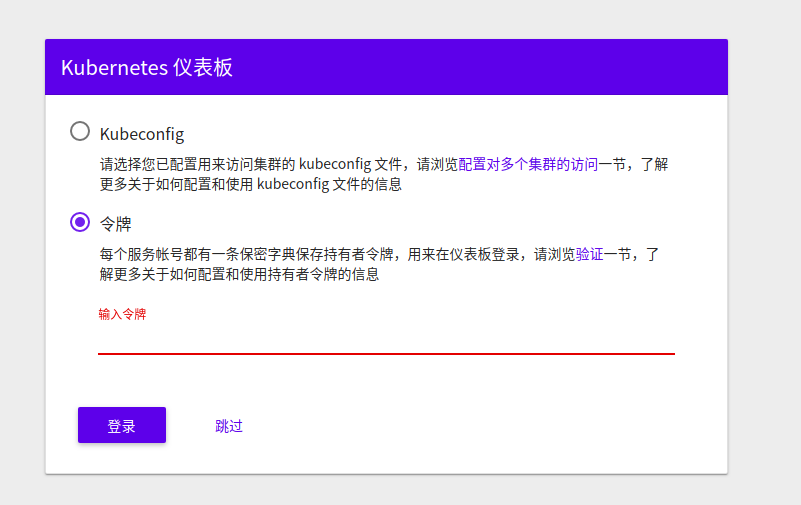 Kubernetes 仪表板
Kubeconfig
请选择您已配置用来访问集群的 kubeconfig 文件，请浏览配置对多个集群的访问一节，了解
更多关于如何配置和使用 kubeconfig 文件的信息
令牌
每个服务帐号都有一条保密字典保存持有者令牌，用来在仪表板登录，请浏览验证一节，了
解更多关于如何配置和使用持有者令牌的信息
输入令牌
登录 跳过